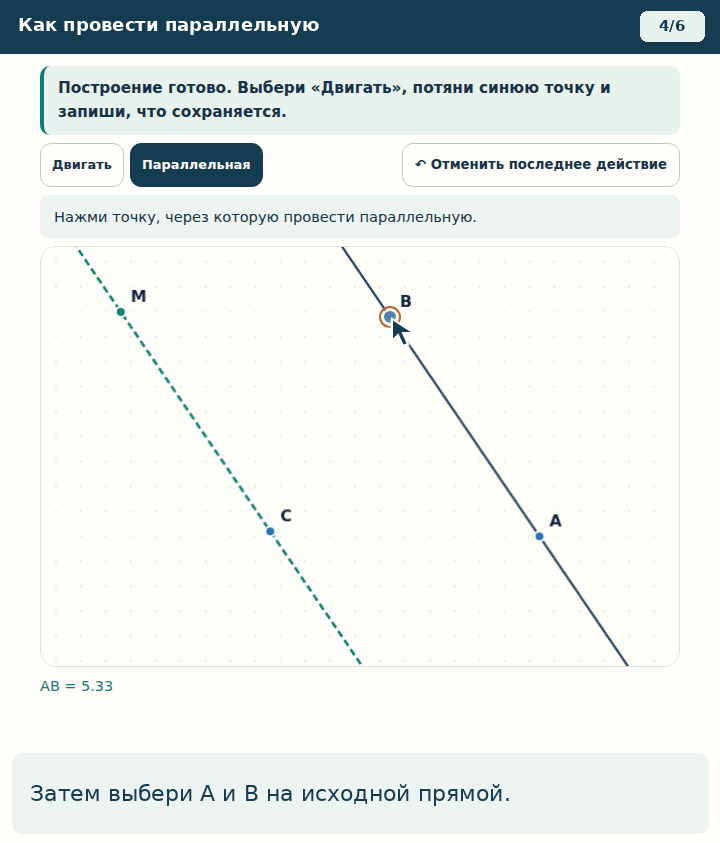 Как провести параллельную
4/6
Построение готово. Выбери «Двигать», потяни синюю точку и
запиши, что сохраняется.
Двигать
Параллельная
↶ Отменить последнее действие
Нажми точку, через которую провести параллельную.
M
B
C
A
AB = 5.33
Затем выбери A и B на исходной прямой.